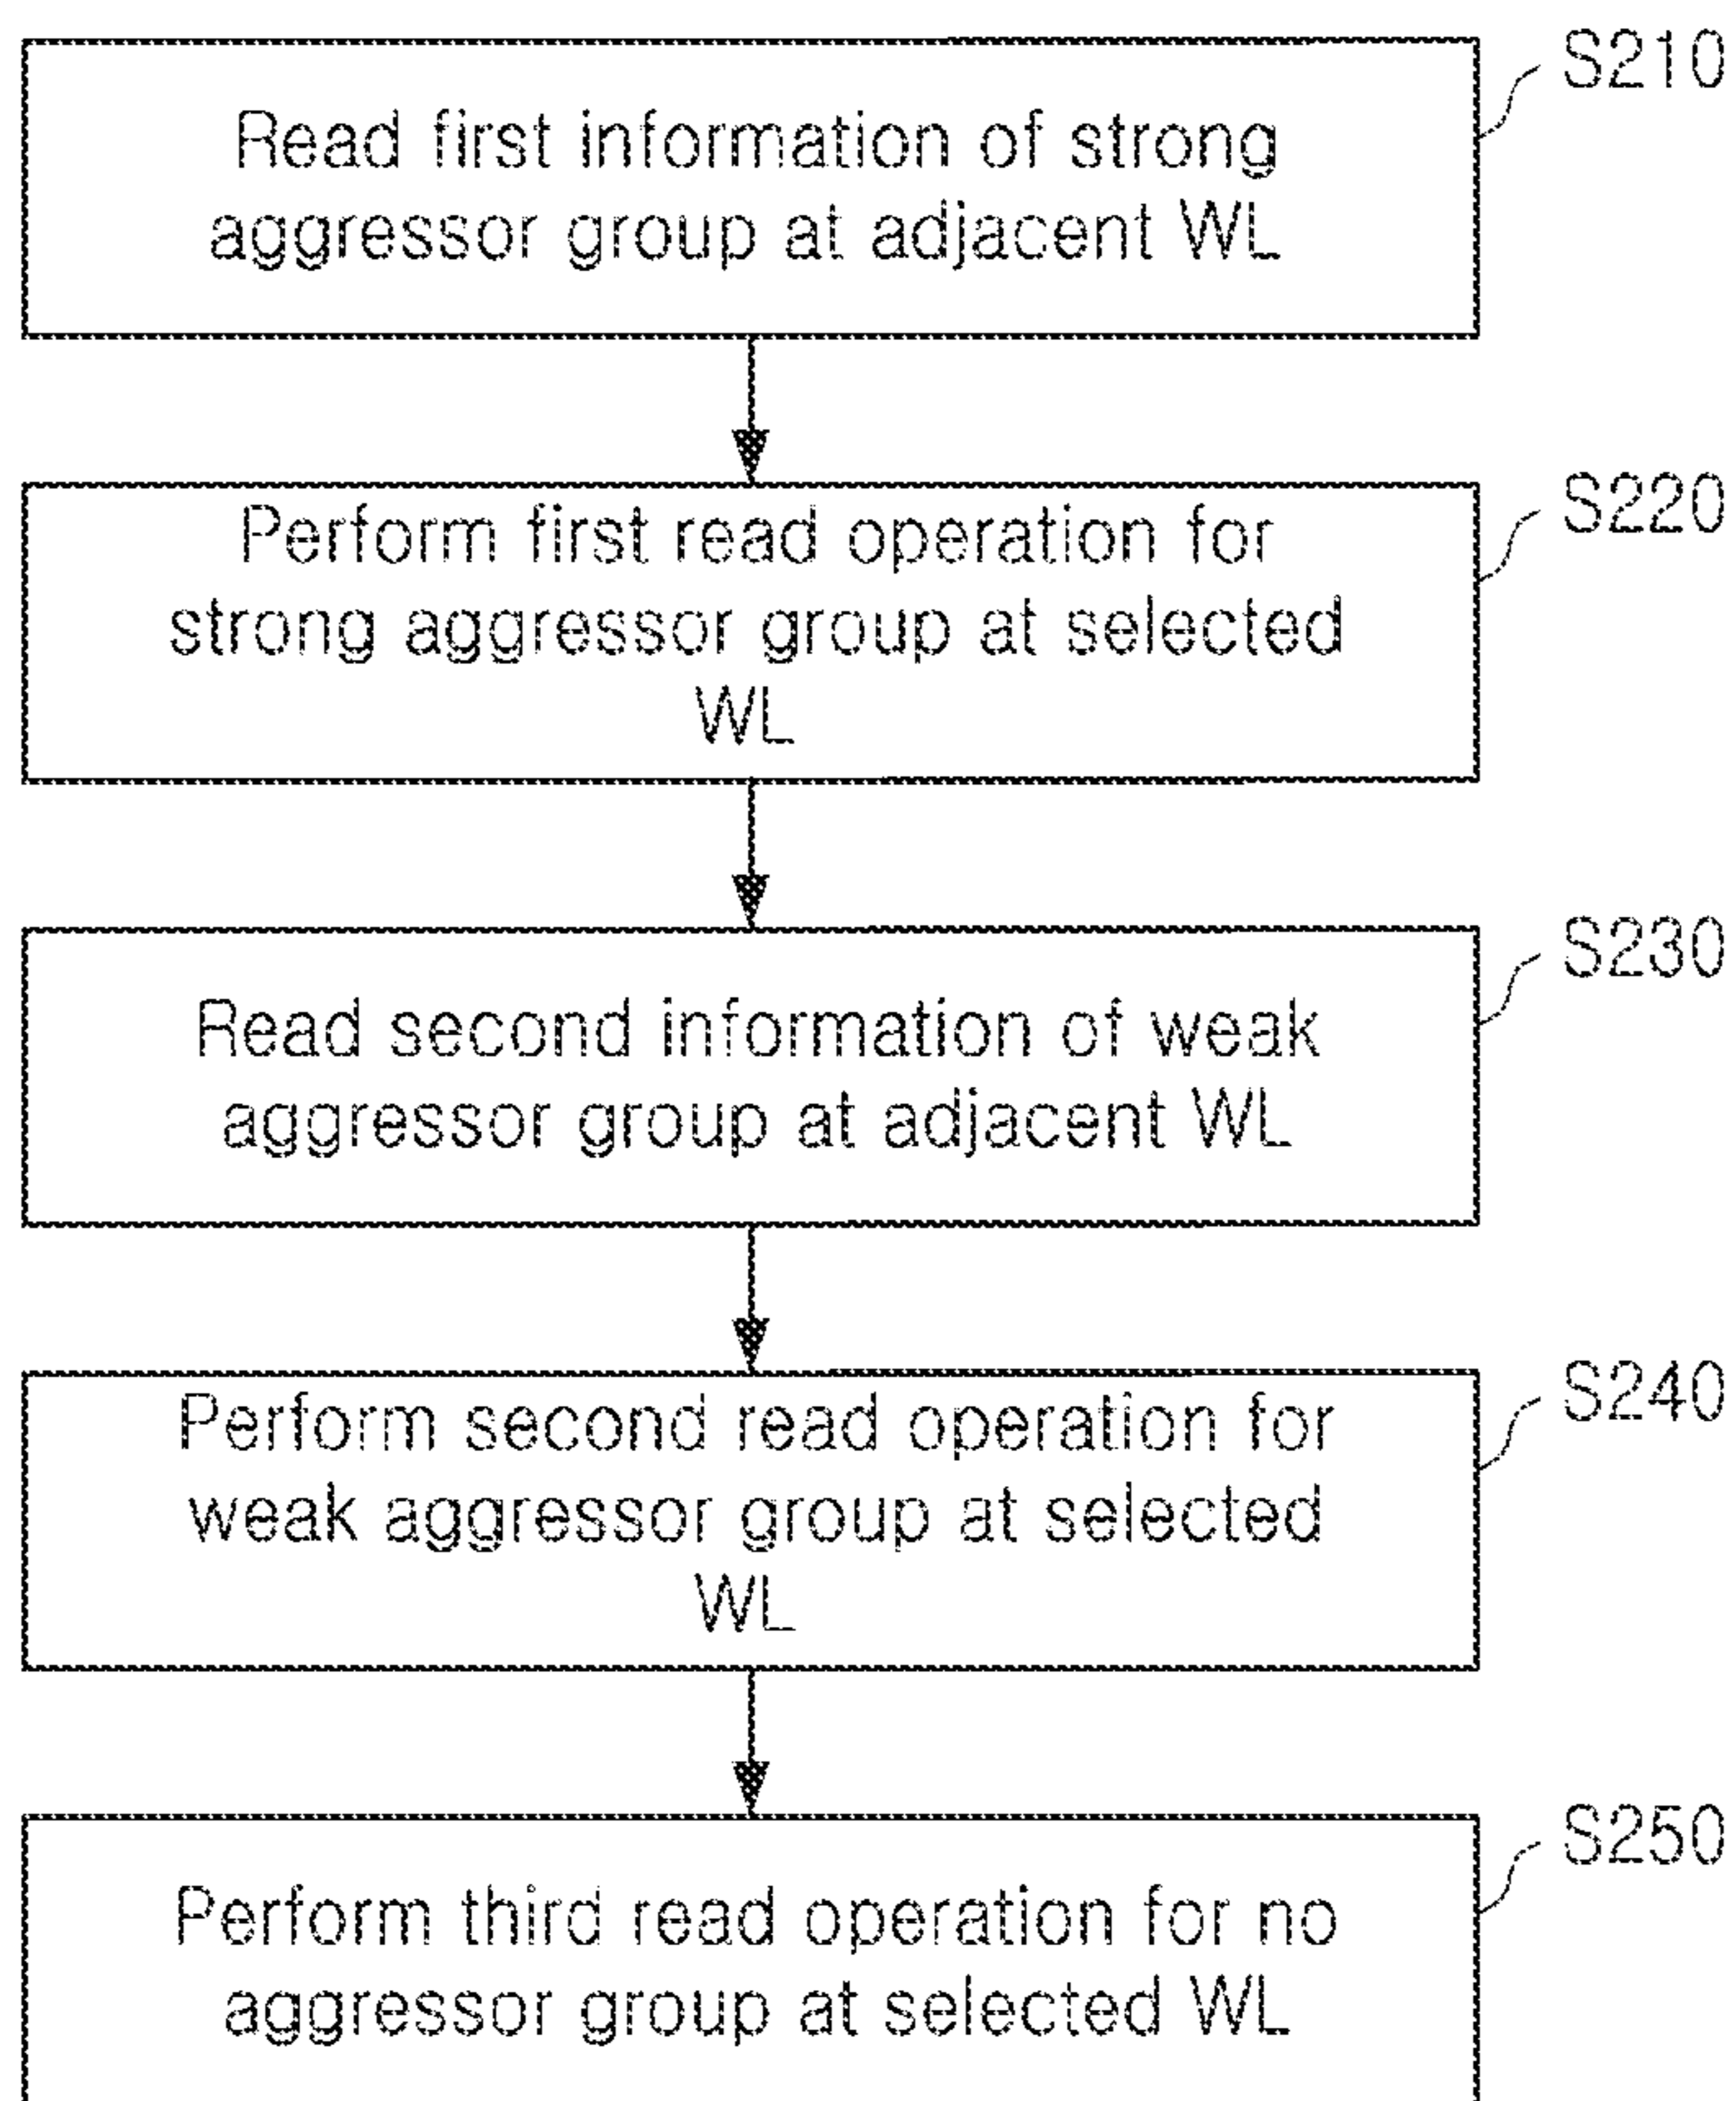 S210
Read first information of strong
aggressor group at adjacent WL
S220
Perform first read operation for
strong aggressor group at selected
WL
S230
Read second information of weak
aggressor group at adjacent WL
S240
Perform second read operation for
weak aggressor group at selected
WL
S250
Perform third read operation for no
aggressor group at selected WL